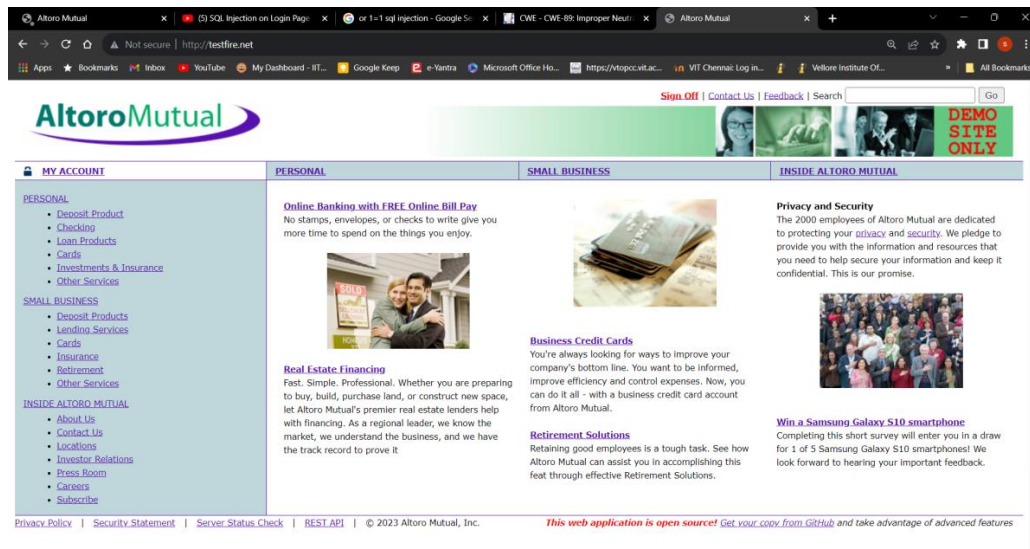 Altoro Mutual
(5) SQL Injection on Login Page
or 1=1 sql injection - Google Se
CWE - CWE-89: Improper Neutr
Altoro Mutual
Not secure | http://testfire.net
Apps Bookmarks Inbox YouTube My Dashboard - IIT... Google Keep e-Yantra Microsoft Office Ho... https://vtopcc.vit.ac... VIT Chennai: Log in... Vellore Institute Of... » All Bookmarks
Sign Off | Contact Us | Feedback | Search Go
AltoroMutual
DEMO
SITE
ONLY
MY ACCOUNT PERSONAL SMALL BUSINESS INSIDE ALTORO MUTUAL
PERSONAL
• Deposit Product
• Checking
• Loan Products
• Cards
• Investments & Insurance
• Other Services
SMALL BUSINESS
• Deposit Products
• Lending Services
• Cards
• Insurance
• Retirement
• Other Services
INSIDE ALTORO MUTUAL
• About Us
• Contact Us
• Locations
• Investor Relations
• Press Room
• Careers
• Subscribe
Online Banking with FREE Online Bill Pay
No stamps, envelopes, or checks to write give you
more time to spend on the things you enjoy.
SOLD
Real Estate Financing
Fast. Simple. Professional. Whether you are preparing
to buy, build, purchase land, or construct new space,
let Altoro Mutual's premier real estate lenders help
with financing. As a regional leader, we know the
market, we understand the business, and we have
the track record to prove it
Business Credit Cards
You're always looking for ways to improve your
company's bottom line. You want to be informed,
improve efficiency and control expenses. Now, you
can do it all - with a business credit card account
from Altoro Mutual.
Retirement Solutions
Retaining good employees is a tough task. See how
Altoro Mutual can assist you in accomplishing this
feat through effective Retirement Solutions.
Privacy and Security
The 2000 employees of Altoro Mutual are dedicated
to protecting your privacy and security. We pledge to
provide you with the information and resources that
you need to help secure your information and keep it
confidential. This is our promise.
Win a Samsung Galaxy S10 smartphone
Completing this short survey will enter you in a draw
for 1 of 5 Samsung Galaxy S10 smartphones! We
look forward to hearing your important feedback.
Privacy Policy | Security Statement | Server Status Check | REST API | © 2023 Altoro Mutual, Inc. This web application is open source! Get your copy from GitHub and take advantage of advanced features